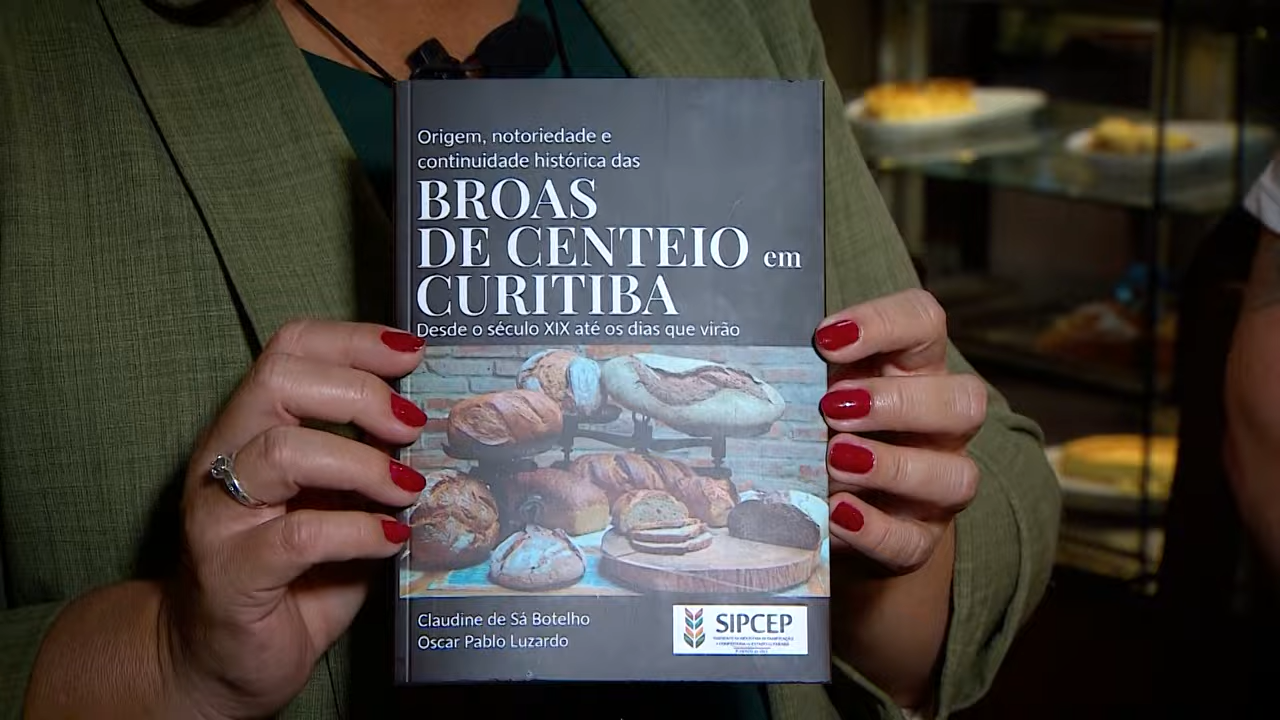 Origem, notoriedade e
continuidade histórica das
BROAS
DE CENTEIO em
CURITIBA
Desde o século XIX até os dias que virão
Claudine de Sá Botelho
Oscar Pablo Luzardo
SIPCEP